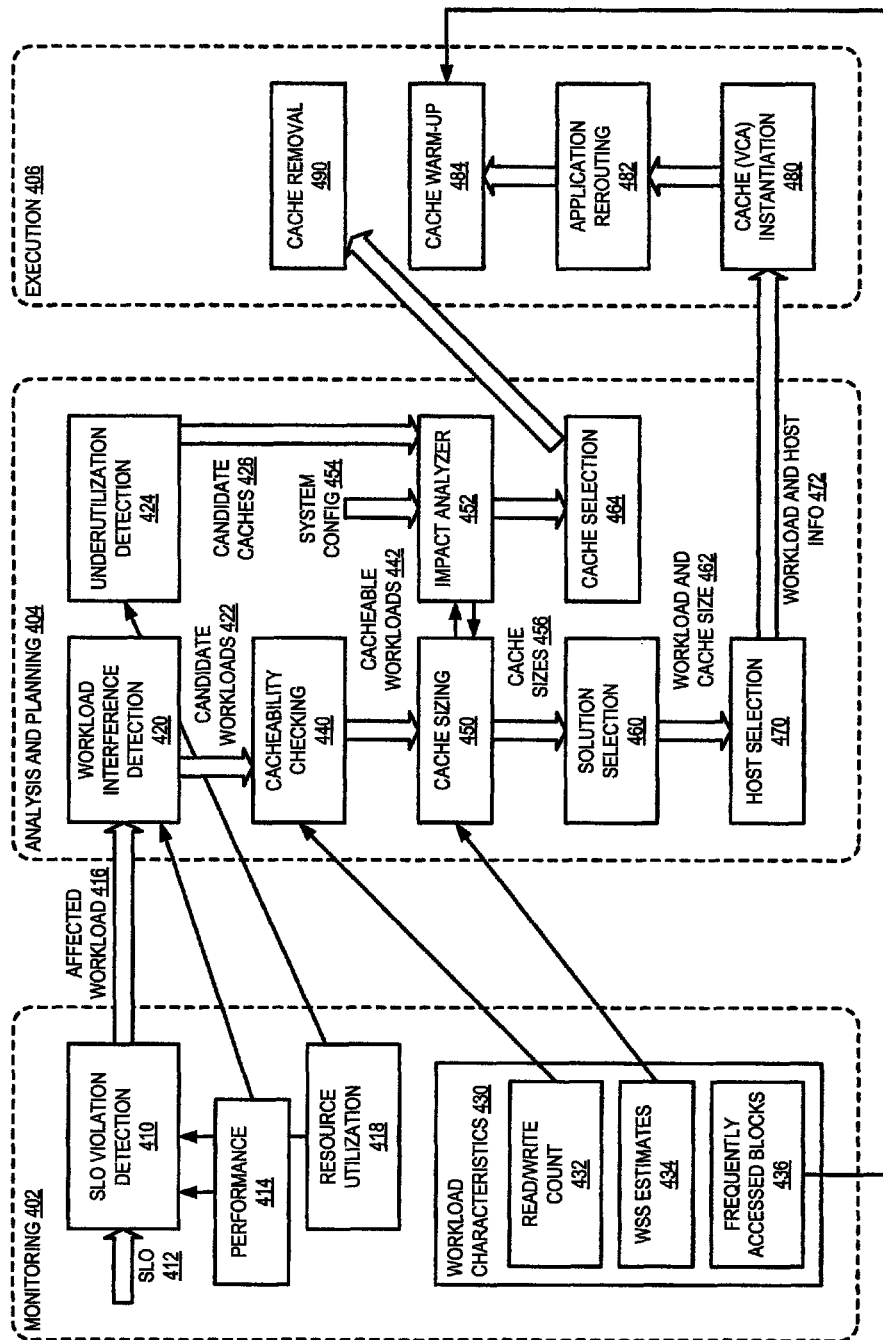 MONITORING 402
SLO
412
SLO VIOLATION
DETECTION
410
PERFORMANCE
414
RESOURCE
UTILIZATION
418
WORKLOAD
CHARACTERISTICS 430
READ/WRITE
COUNT
432
WSS ESTIMATES
434
FREQUENTLY
ACCESSED BLOCKS
436
AFFECTED
WORKLOAD 416
ANALYSIS AND PLANNING 404
WORKLOAD
INTERFERENCE
DETECTION
420
UNDERUTILIZATION
DETECTION
424
CANDIDATE
WORKLOADS 422
CANDIDATE
CACHES 426
SYSTEM
CONFIG 454
CACHEABILITY
CHECKING
440
CACHEABLE
WORKLOADS 442
CACHE SIZING
450
IMPACT ANALYZER
452
CACHE
SIZES 456
SOLUTION
SELECTION
460
CACHE SELECTION
464
WORKLOAD AND
CACHE SIZE 462
HOST SELECTION
470
WORKLOAD AND HOST
INFO 472
EXECUTION 406
CACHE REMOVAL
490
CACHE WARM-UP
484
APPLICATION
REROUTING
482
CACHE (VCA)
INSTANTIATION
480